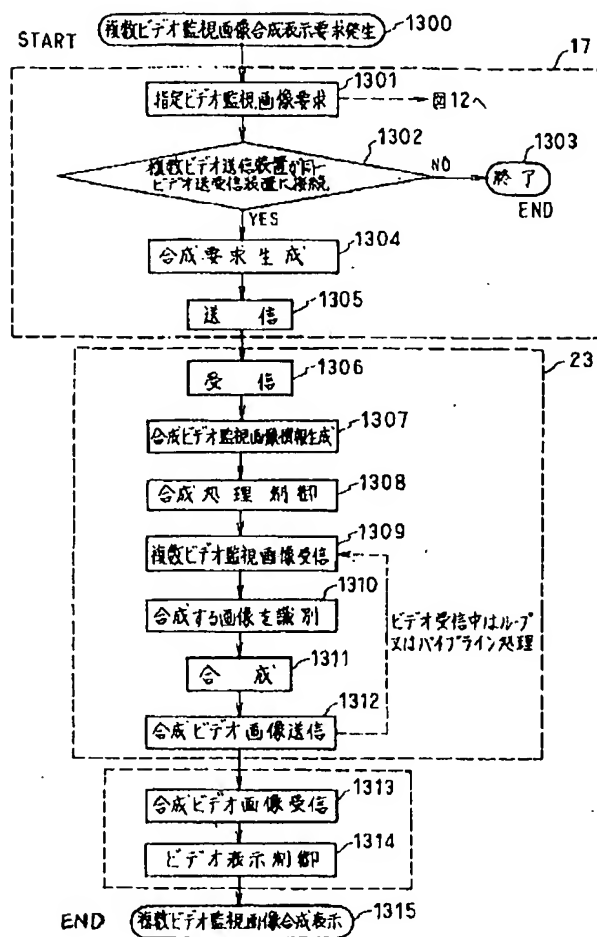 複数ビデオ監視画像合成表示要求発生
1300
START
17
1301
指定ビデオ監視画像要求
図12へ
1302
複数ビデオ送信装置が同一
ビデオ送受信装置に接続
NO
1303
終了
END
YES
1304
合成要求生成
1305
送信
23
1306
受信
1307
合成ビデオ監視画像情報生成
1308
合成処理制御
1309
複数ビデオ監視画像受信
1310
合成する画像を識別
ビデオ受信中はループ
又はパイプライン処理
1311
合成
1312
合成ビデオ画像送信
1313
合成ビデオ画像受信
1314
ビデオ表示制御
END
複数ビデオ監視画像合成表示
1315